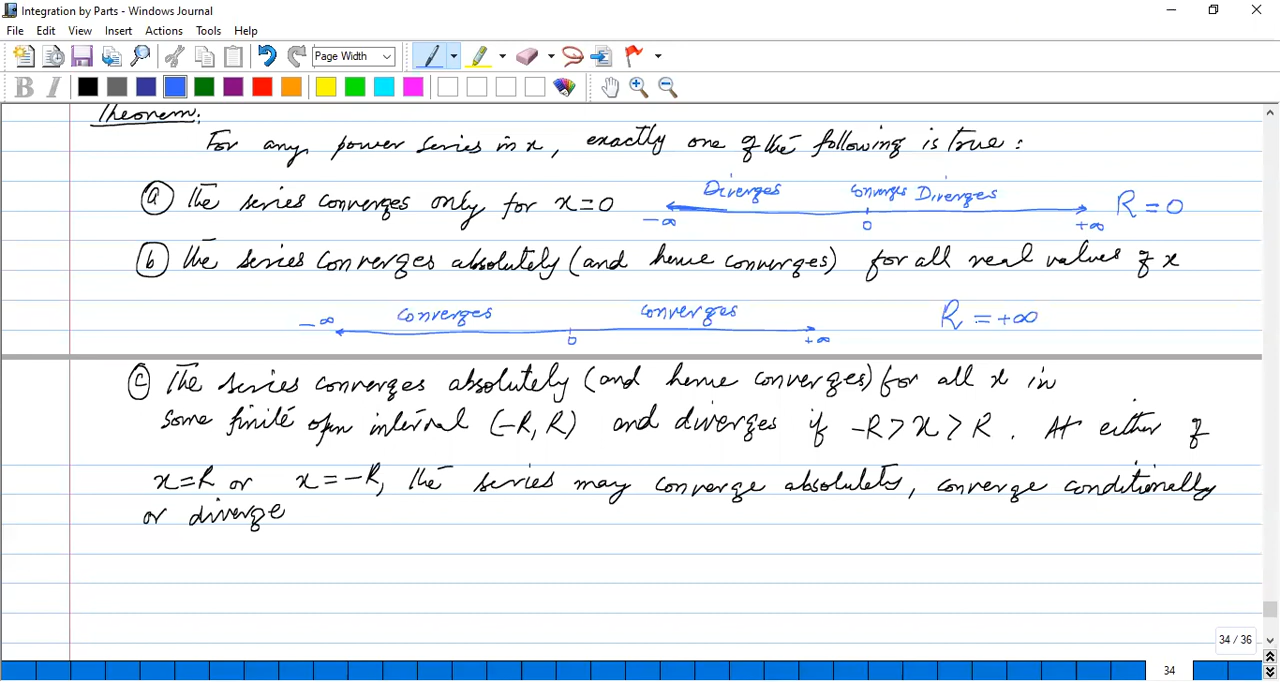 Integration by Parts - Windows Journal
File Edit View Insert Actions Tools Help
Page Width
B I
Theorem:
For any power series in x, exactly one of the following is true:
(a) The series converges only for x=0
Diverges Converges Diverges
-∞ 0 +∞
R = 0
(b) The series converges absolutely (and hence converges) for all real values of x
Converges Converges
-∞ 0 +∞
R = +∞
(c) The series converges absolutely (and hence converges) for all x in
some finite open interval (-R, R) and diverges if -R > x > R. At either of
x=R or x=-R, the series may converge absolutely, converge conditionally
or diverge
34 / 36
34